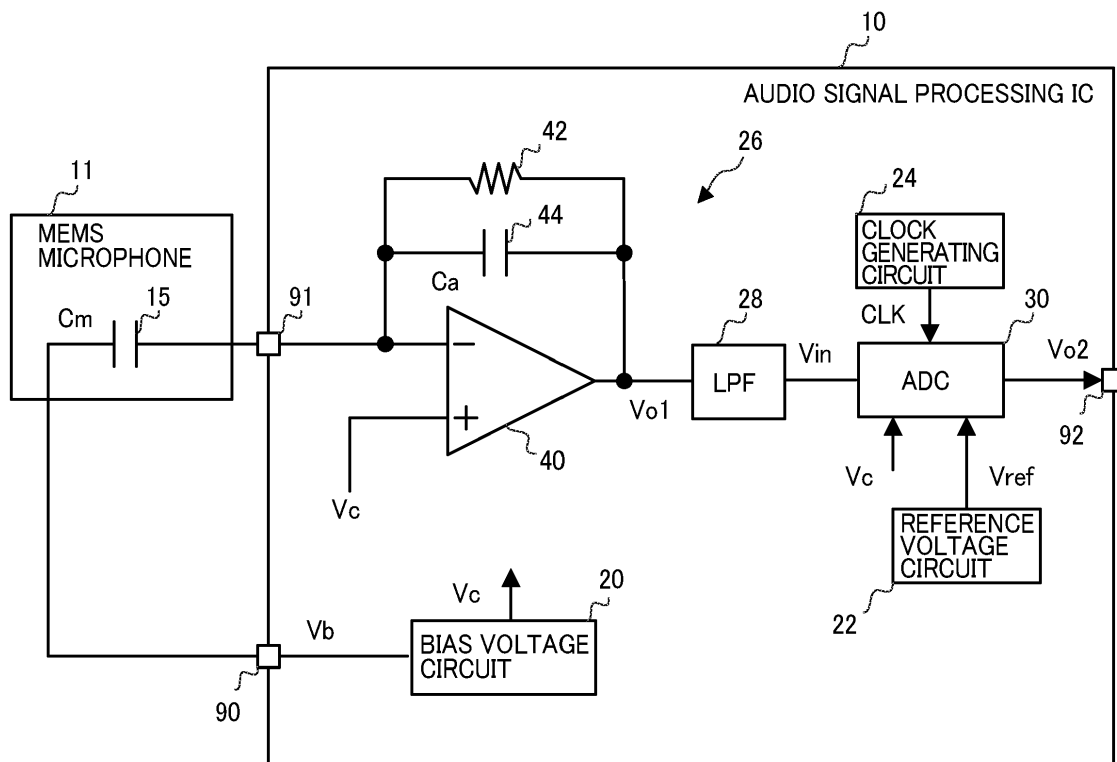 10
AUDIO SIGNAL PROCESSING IC
42
26
11
44
24
MEMS
MICROPHONE
CLOCK
GENERATING
CIRCUIT
Ca
15
91
28
30
Cm
CLK
Vin
Vo2
−
LPF
ADC
+
Vo1
92
40
Vc
Vc
Vref
REFERENCE
VOLTAGE
CIRCUIT
Vc
20
22
Vb
BIAS VOLTAGE
CIRCUIT
90